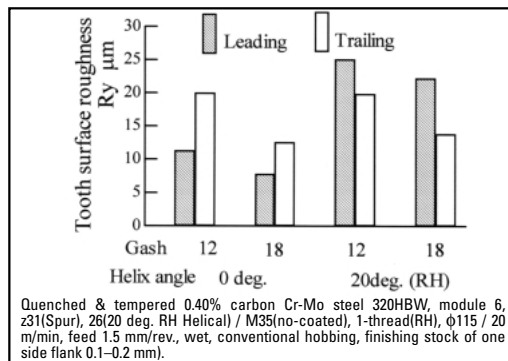 Tooth surface roughness
Ry μm
30
25
20
15
10
5
0
Leading
Trailing
Gash 12 18 12 18
Helix angle 0 deg. 20deg. (RH)
Quenched & tempered 0.40% carbon Cr-Mo steel 320HBW, module 6,
z31(Spur), 26(20 deg. RH Helical) / M35(no-coated), 1-thread(RH), ϕ115 / 20
m/min, feed 1.5 mm/rev., wet, conventional hobbing, finishing stock of one
side flank 0.1–0.2 mm).